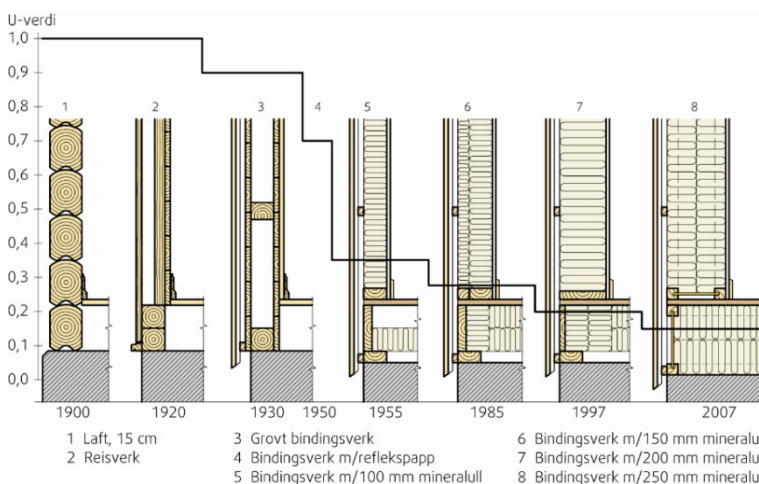 U-verdi
1,0
0,9
0,8
0,7
0,6
0,5
0,4
0,3
0,2
0,1
0,0
1 2 3 4 5 6 7 8
1900 1920 1930 1950 1955 1985 1997 2007
1 Laft, 15 cm
2 Reisverk
3 Grovt bindingsverk
4 Bindingsverk m/reflekspapp
5 Bindingsverk m/100 mm mineralull
6 Bindingsverk m/150 mm mineralu
7 Bindingsverk m/200 mm mineralu
8 Bindingsverk m/250 mm mineralu